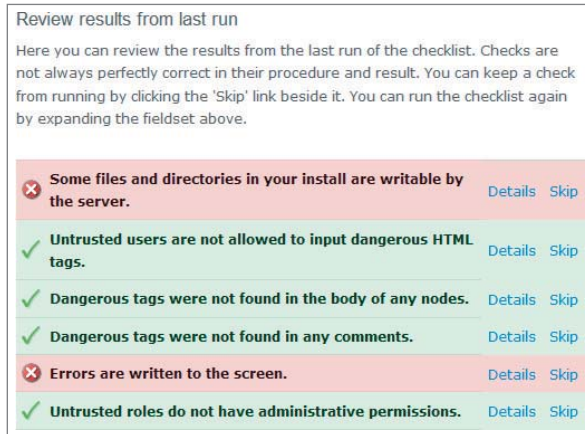 Review results from last run
Here you can review the results from the last run of the checklist. Checks are
not always perfectly correct in their procedure and result. You can keep a check
from running by clicking the 'Skip' link beside it. You can run the checklist again
by expanding the fieldset above.
Some files and directories in your install are writable by
the server. Details Skip
Untrusted users are not allowed to input dangerous HTML
tags. Details Skip
Dangerous tags were not found in the body of any nodes. Details Skip
Dangerous tags were not found in any comments. Details Skip
Errors are written to the screen. Details Skip
Untrusted roles do not have administrative permissions. Details Skip